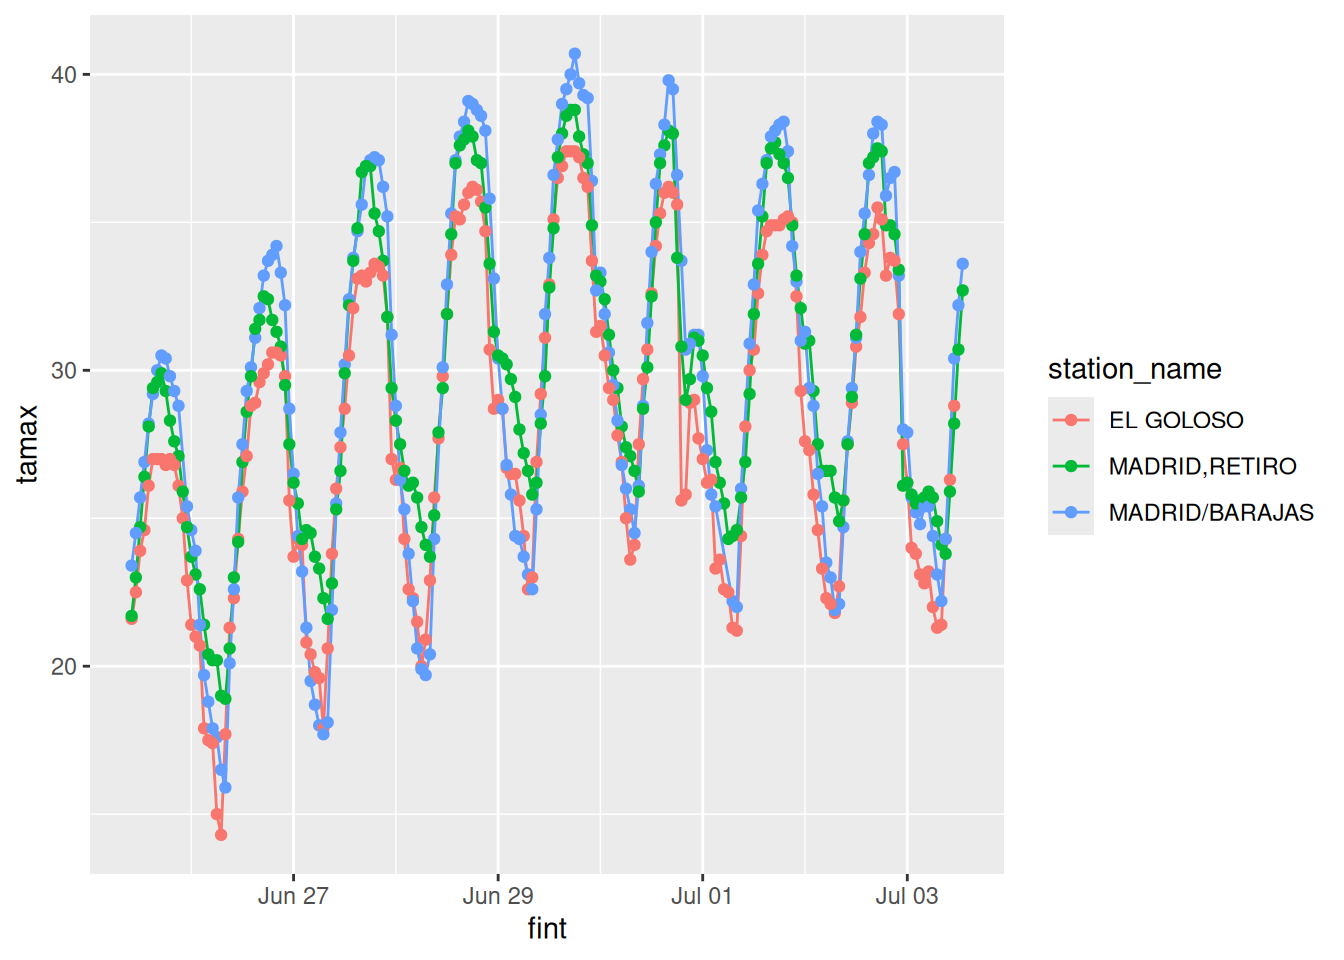 40
30
20
tamax
Jun 27
Jun 29
Jul 01
Jul 03
fint
station_name
EL GOLOSO
MADRID,RETIRO
MADRID/BARAJAS